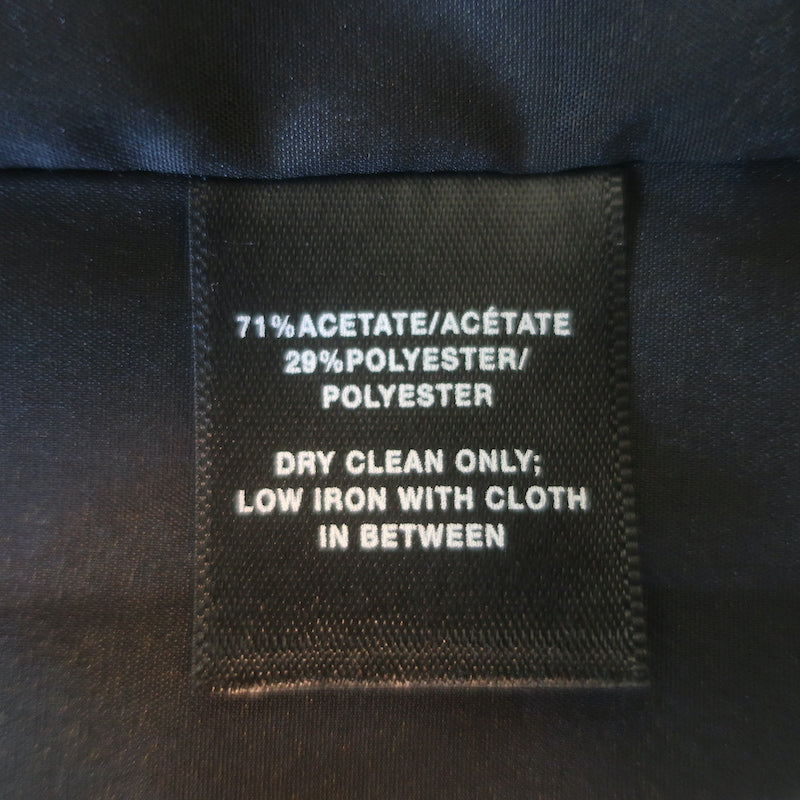 71%ACETATE/ACÉTATE
29%POLYESTER/
POLYESTER
DRY CLEAN ONLY;
LOW IRON WITH CLOTH
IN BETWEEN